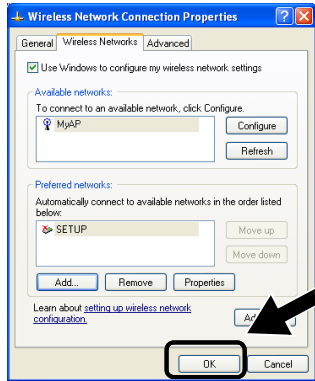 Wireless Network Connection Properties
General Wireless Networks Advanced
Use Windows to configure my wireless network settings
Available networks:
To connect to an available network, click Configure.
MyAP
Configure
Refresh
Preferred networks:
Automatically connect to available networks in the order listed
below:
SETUP
Move up
Move down
Add... Remove Properties
Learn about setting up wireless network
configuration.
OK Cancel